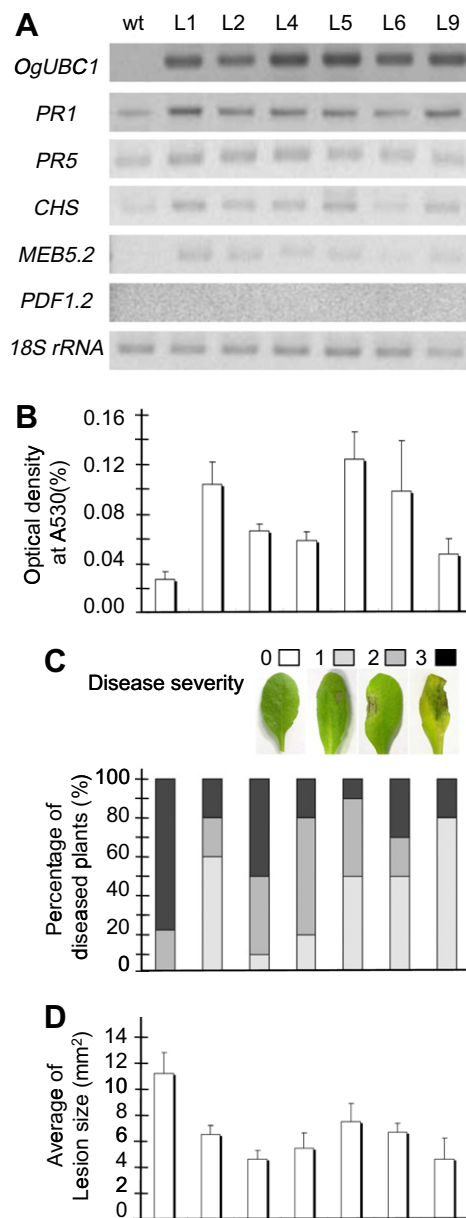 A wt L1 L2 L4 L5 L6 L9
OgUBC1
PR1
PR5
CHS
MEB5.2
PDF1.2
18S rRNA
B
0.16
0.12
0.08
0.04
0.00
Optical density
at A530(%)
C
0 1 2 3
Disease severity
100
80
60
40
20
0
Percentage of
diseased plants (%)
D
14
12
10
8
6
4
2
0
Average of
Lesion size (mm²)